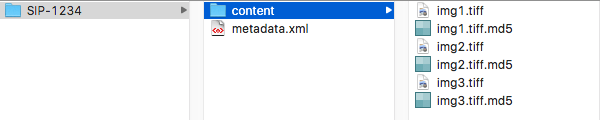 SIP-1234
content
metadata.xml
img1.tiff
img1.tiff.md5
img2.tiff
img2.tiff.md5
img3.tiff
img3.tiff.md5